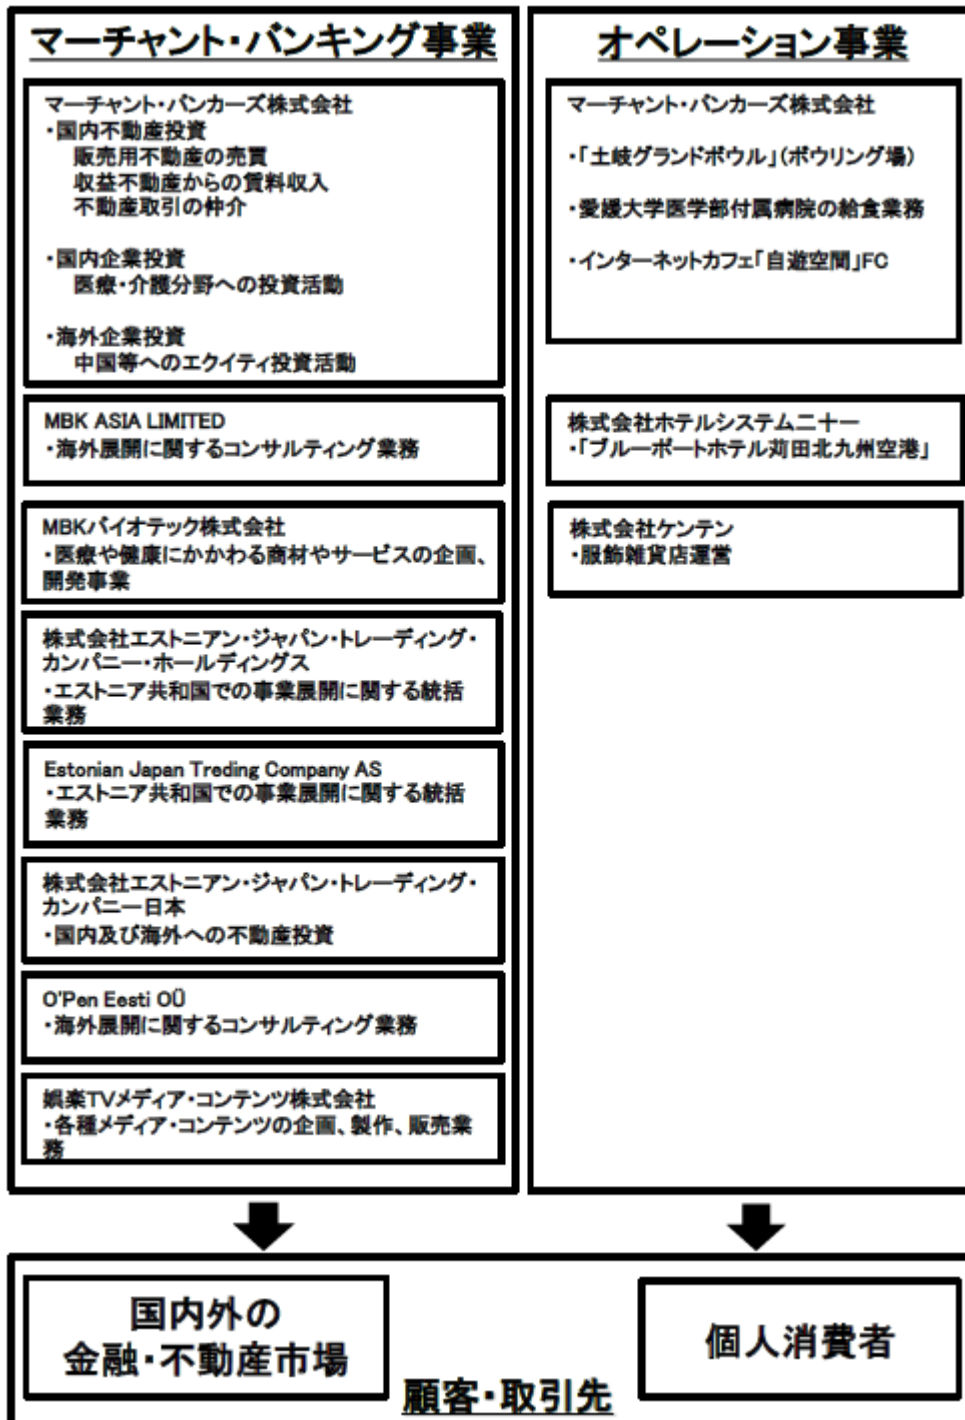 マーチャント・バンキング事業
マーチャント・バンカーズ株式会社
・国内不動産投資
販売用不動産の売買
収益不動産からの賃料収入
不動産取引の仲介
・国内企業投資
医療・介護分野への投資活動
・海外企業投資
中国等へのエクイティ投資活動
MBK ASIA LIMITED
・海外展開に関するコンサルティング業務
MBKバイオテック株式会社
・医療や健康にかかわる商材やサービスの企画、
開発事業
株式会社エストニアン・ジャパン・トレーディング・
カンパニー・ホールディングス
・エストニア共和国での事業展開に関する統括
業務
Estonian Japan Treding Company AS
・エストニア共和国での事業展開に関する統括
業務
株式会社エストニアン・ジャパン・トレーディング・
カンパニー日本
・国内及び海外への不動産投資
O'Pen Eesti OÜ
・海外展開に関するコンサルティング業務
娯楽TVメディア・コンテンツ株式会社
・各種メディア・コンテンツの企画、製作、販売業
務
オペレーション事業
マーチャント・バンカーズ株式会社
・「土岐グランドボウル」(ボウリング場)
・愛媛大学医学部付属病院の給食業務
・インターネットカフェ「自遊空間」FC
株式会社ホテルシステム二十一
・「ブルーポートホテル苅田北九州空港」
株式会社ケンテン
・服飾雑貨店運営
国内外の
金融・不動産市場
個人消費者
顧客・取引先